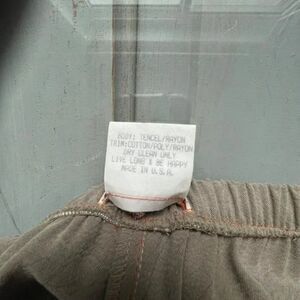 BODY: TENCEL/RAYON
TRIM:COTTON/POLY/RAYON
DRY CLEAN ONLY
LIVE LONG & BE HAPPY
MADE IN U.S.A.